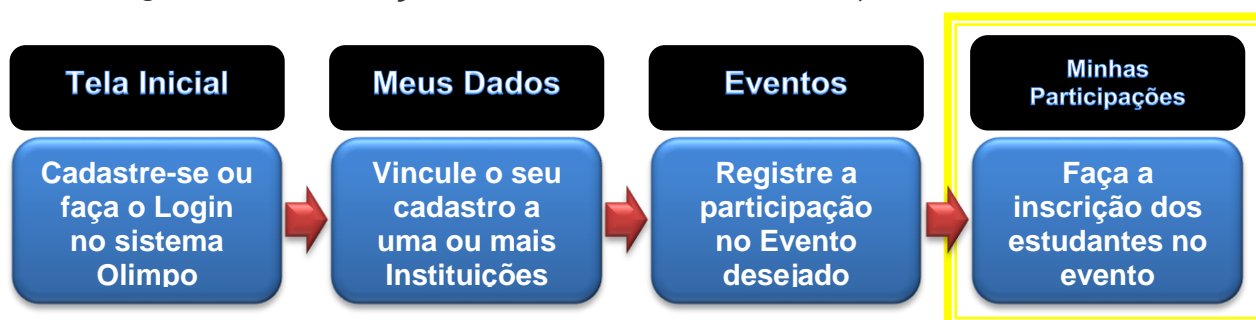 Tela Inicial
Meus Dados
Eventos
Minhas
Participações
Cadastre-se ou
faça o Login
no sistema
Olimpo
Vincule o seu
cadastro a
uma ou mais
Instituições
Registre a
participação
no Evento
desejado
Faça a
inscrição dos
estudantes no
evento